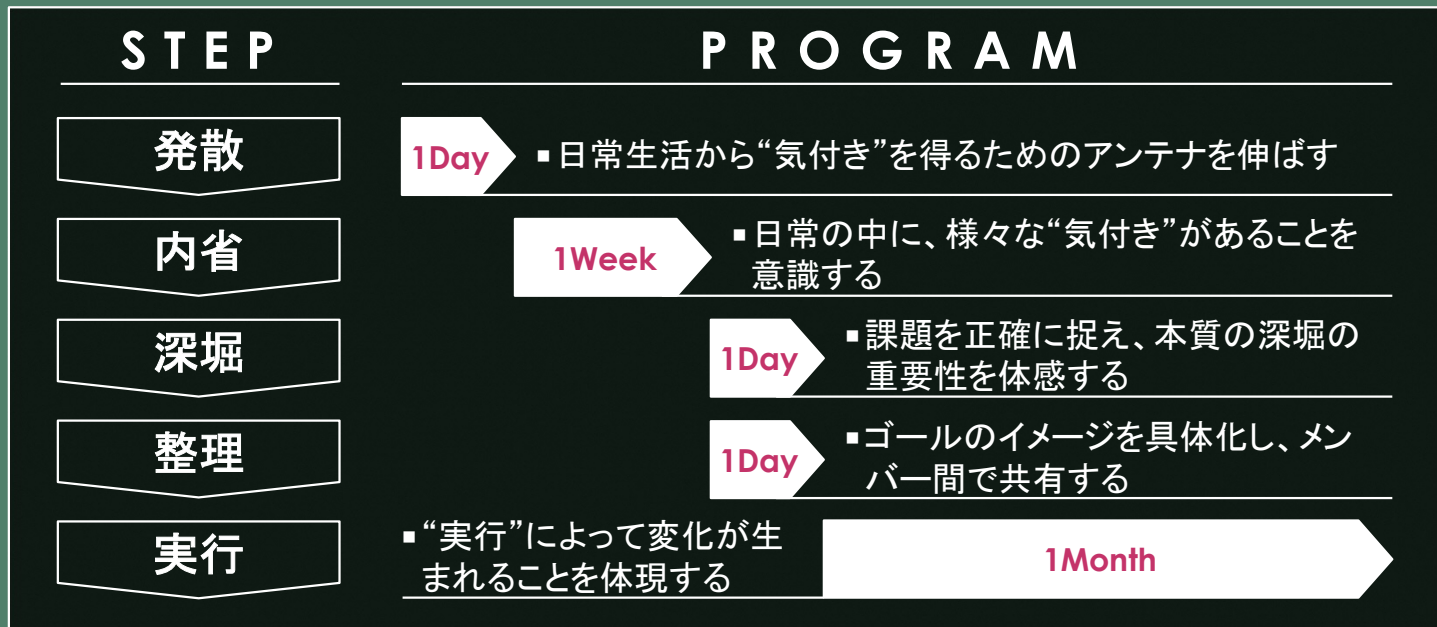 STEP
PROGRAM
発散
1Day
▪日常生活から“気付き”を得るためのアンテナを伸ばす
内省
1Week
▪日常の中に、様々な“気付き”があることを
意識する
深堀
1Day
▪課題を正確に捉え、本質の深堀の
重要性を体感する
整理
1Day
▪ゴールのイメージを具体化し、メン
バー間で共有する
実行
▪“実行”によって変化が生
まれることを体現する
1Month